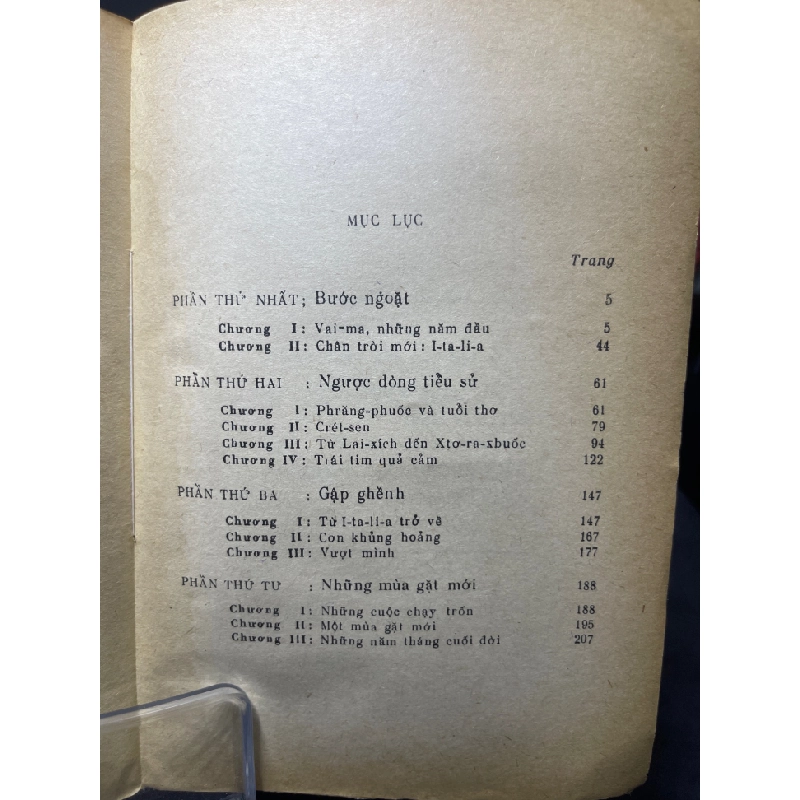 MỤC LỤC
Trang
PHẦN THỨ NHẤT; Bước ngoặt 5
Chương I: Vai-ma, những năm đầu 5
Chương II: Chân trời mới: I-ta-li-a 44
PHẦN THỨ HAI : Ngược dòng tiểu sử 61
Chương I: Phrăng-phuốc và tuổi thơ 61
Chương II: Crét-sen 79
Chương III: Từ Lai-xích đến Xtơ-ra-xbuốc 94
Chương IV: Trái tim quả cảm 122
PHẦN THỨ BA : Gập ghềnh 147
Chương I: Từ I-ta-li-a trở về 147
Chương II: Cơn khủng hoảng 167
Chương III: Vượt mình 177
PHẦN THỨ TƯ : Những mùa gặt mới 188
Chương I: Những cuộc chạy trốn 188
Chương II: Một mùa gặt mới 195
Chương III: Những năm tháng cuối đời 207